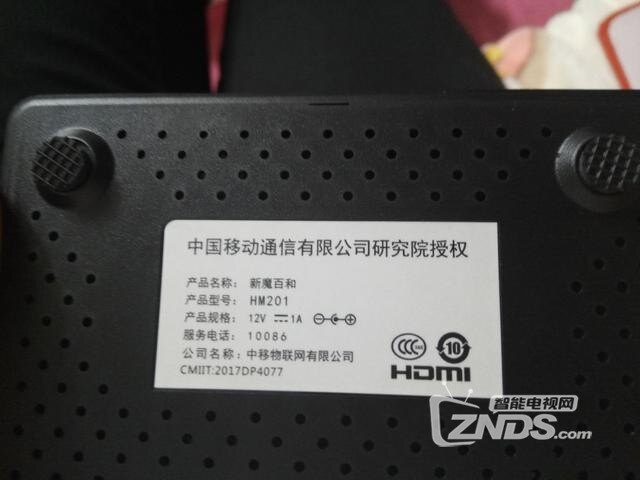 中国移动通信有限公司研究院授权
产品名称： 新魔百和
产品型号： HM201
产品规格： 12V ⎓ 1A
服务电话： 10086
公司名称：中移物联网有限公司
CMIIT:2017DP4077
CCC
10
HDMI
智能电视网
ZNDS.com